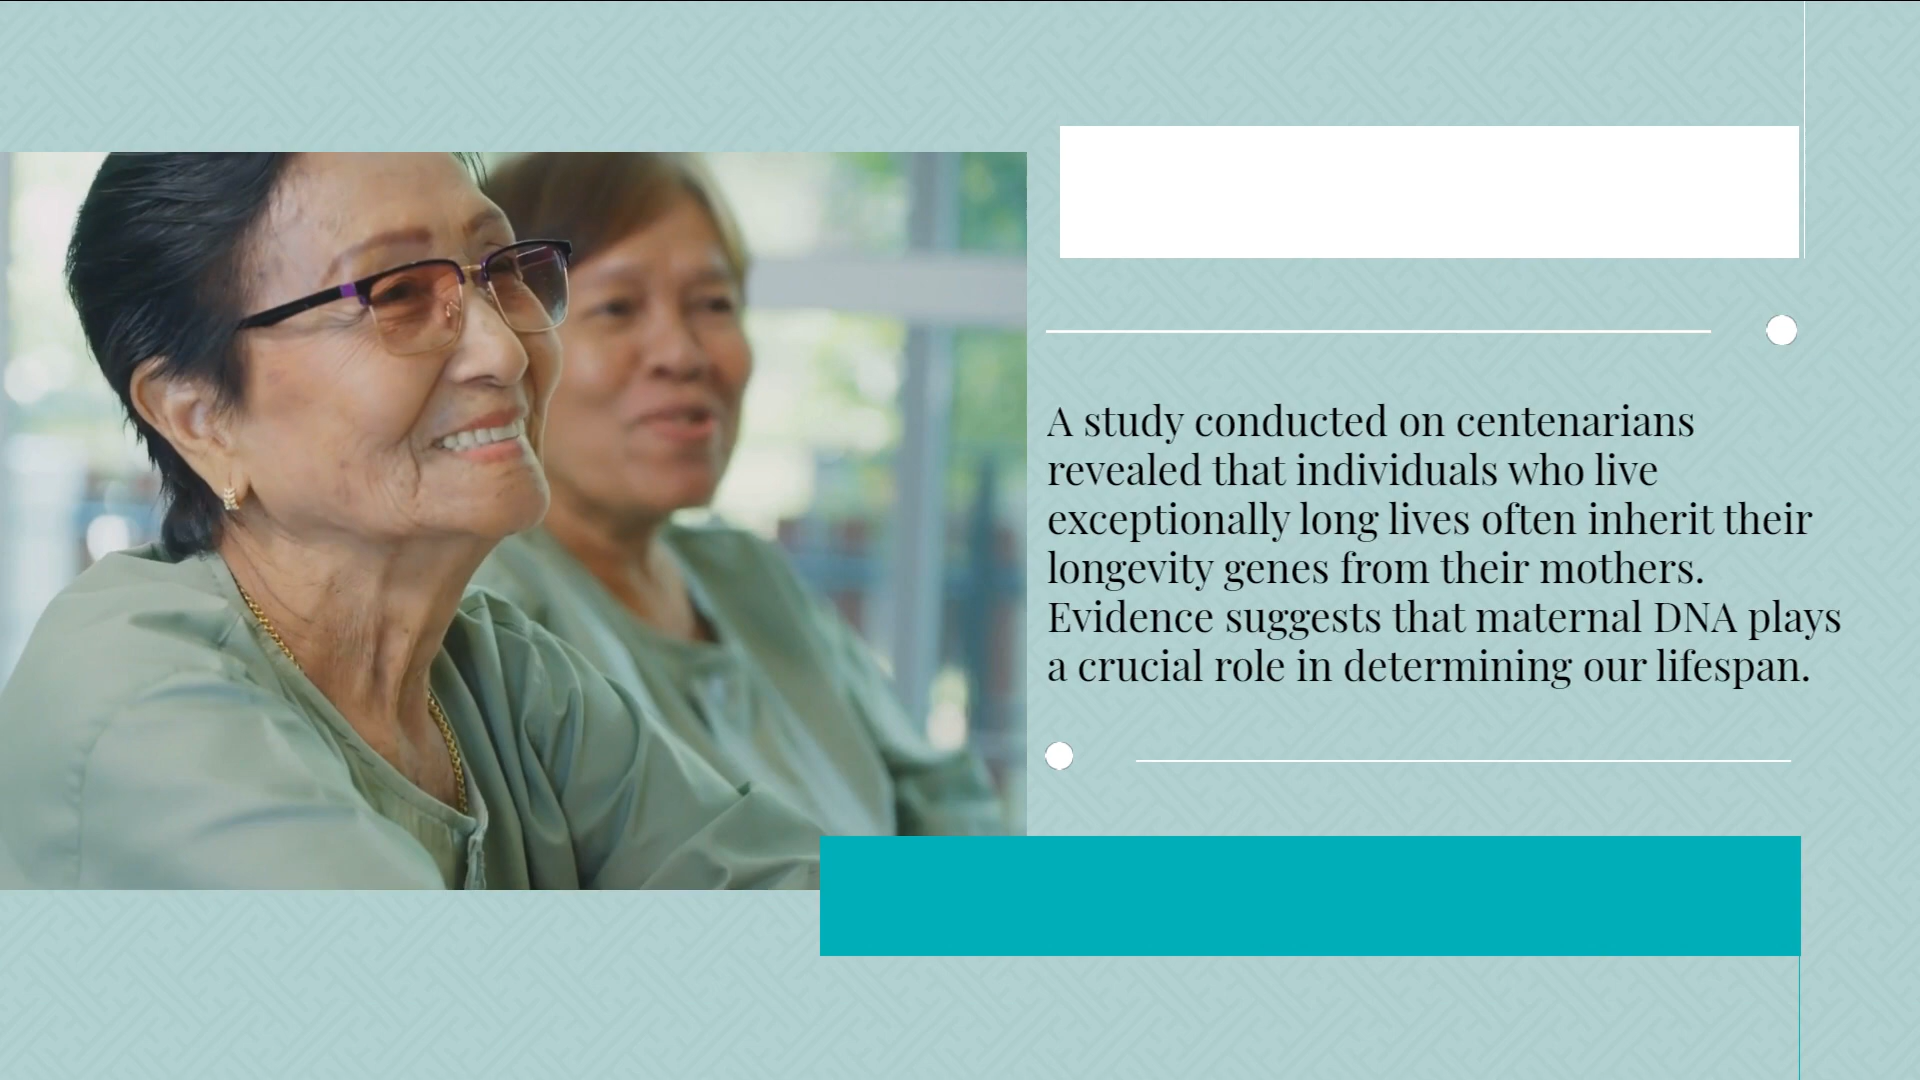 A study conducted on centenarians
revealed that individuals who live
exceptionally long lives often inherit their
longevity genes from their mothers.
Evidence suggests that maternal DNA plays
a crucial role in determining our lifespan.